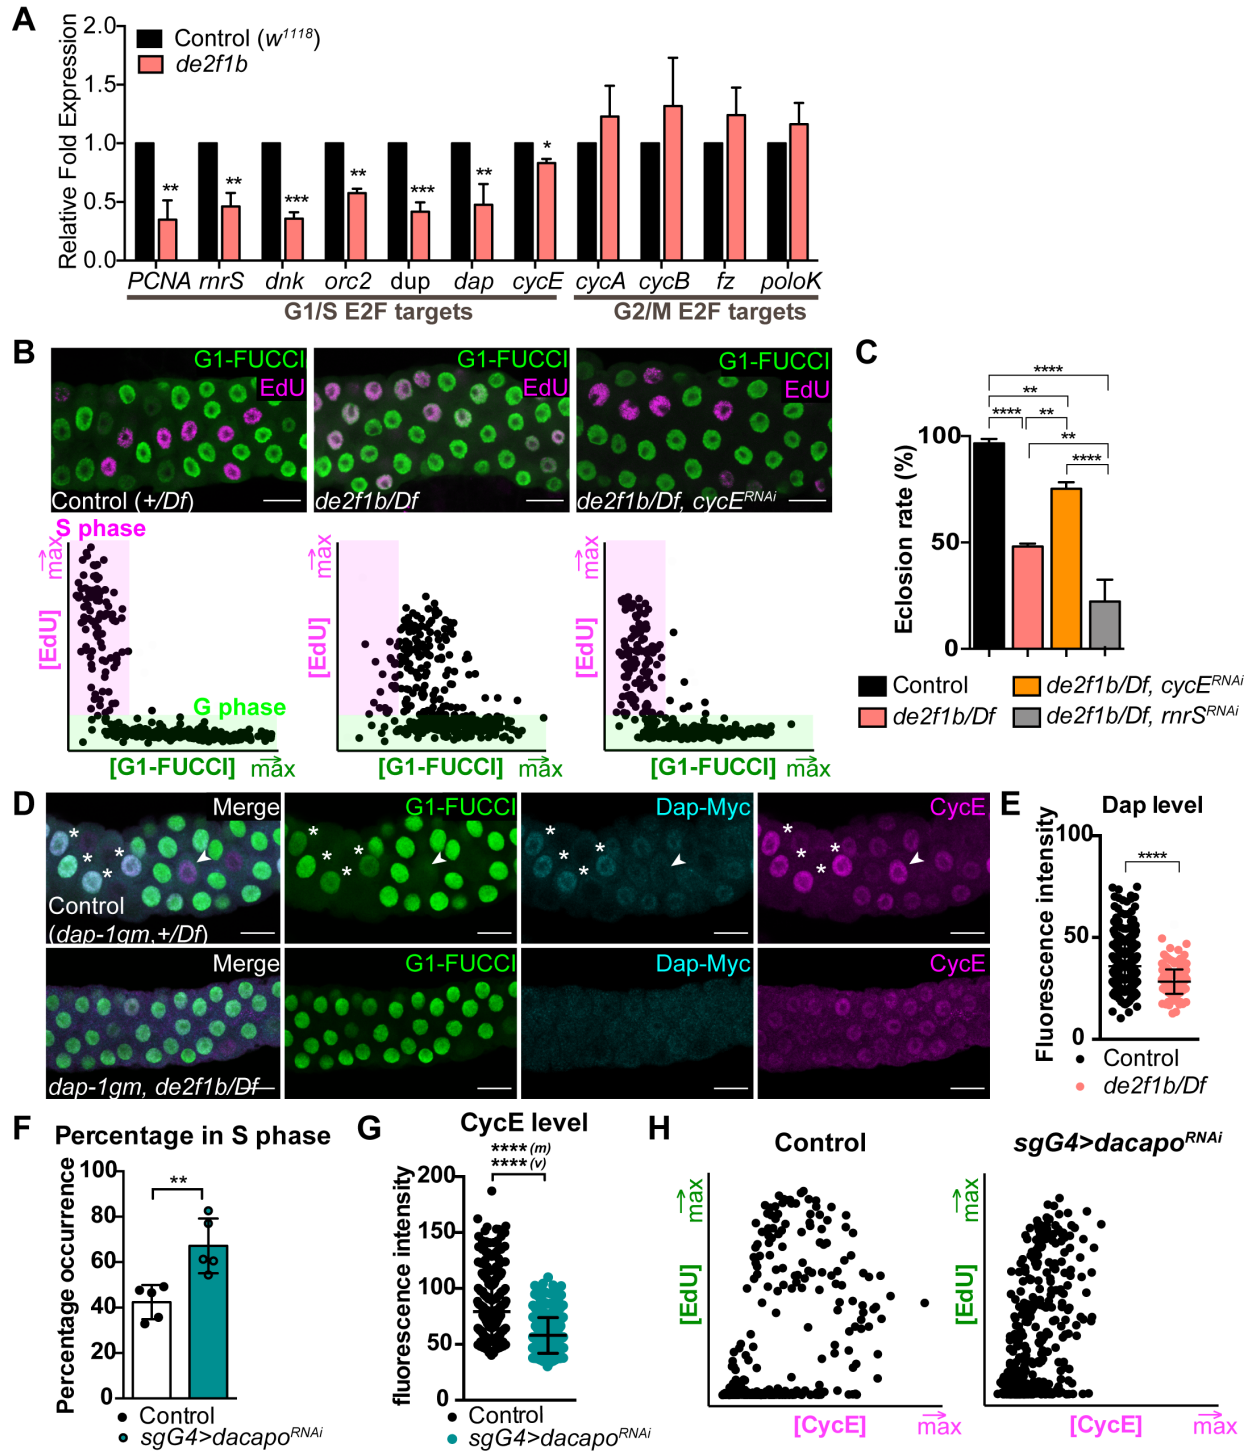 A
Relative Fold Expression
2.0
1.5
1.0
0.5
0.0
Control (w1118)
de2f1b
** ** *** ** *** ** *
PCNA rnrS dnk orc2 dup dap cycE cycA cycB fz poloK
G1/S E2F targets
G2/M E2F targets
B
G1-FUCCI
EdU
Control (+/Df)
G1-FUCCI
EdU
de2f1b/Df
G1-FUCCI
EdU
de2f1b/Df, cycERNAi
S phase
G phase
[EdU] → max
[G1-FUCCI] → max
[EdU] → max
[G1-FUCCI] → max
[EdU] → max
[G1-FUCCI] → max
C
****
**
**** **
**
****
Eclosion rate (%)
100
50
0
Control
de2f1b/Df
de2f1b/Df, cycERNAi
de2f1b/Df, rnrSRNAi
D
Merge
* * * *
Control
(dap-1gm,+/Df)
G1-FUCCI
* * * *
Dap-Myc
* * * *
CycE
* * * *
Merge
dap-1gm, de2f1b/Df
G1-FUCCI
Dap-Myc
CycE
E
Dap level
Fluorescence intensity
100
50
0
****
Control
de2f1b/Df
F
Percentage in S phase
Percentage occurrence
100
80
60
40
20
0
**
Control
sgG4>dacapoRNAi
G
CycE level
****(m)
****(v)
fluorescence intensity
200
150
100
50
0
Control
sgG4>dacapoRNAi
H
Control
[EdU] → max
[CycE] → max
sgG4>dacapoRNAi
[EdU] → max
[CycE] → max